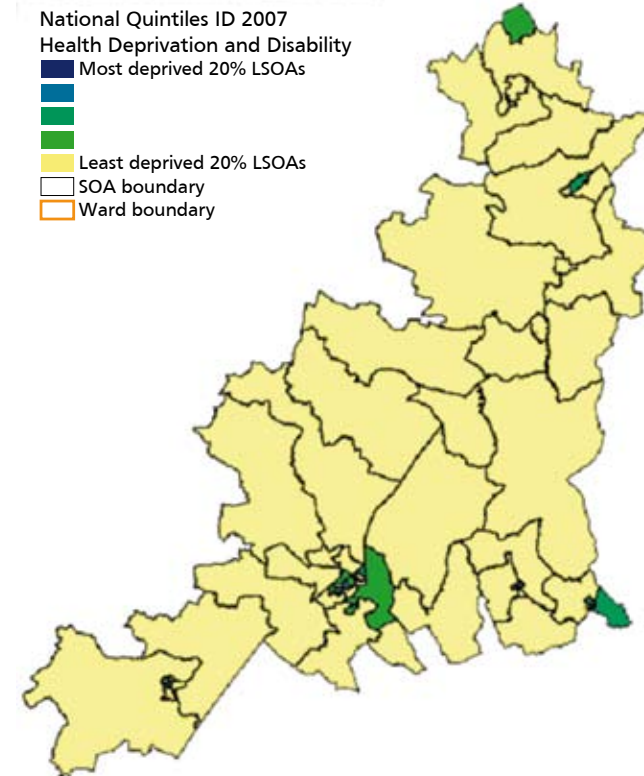 National Quintiles ID 2007
Health Deprivation and Disability
Most deprived 20% LSOAs
Least deprived 20% LSOAs
SOA boundary
Ward boundary